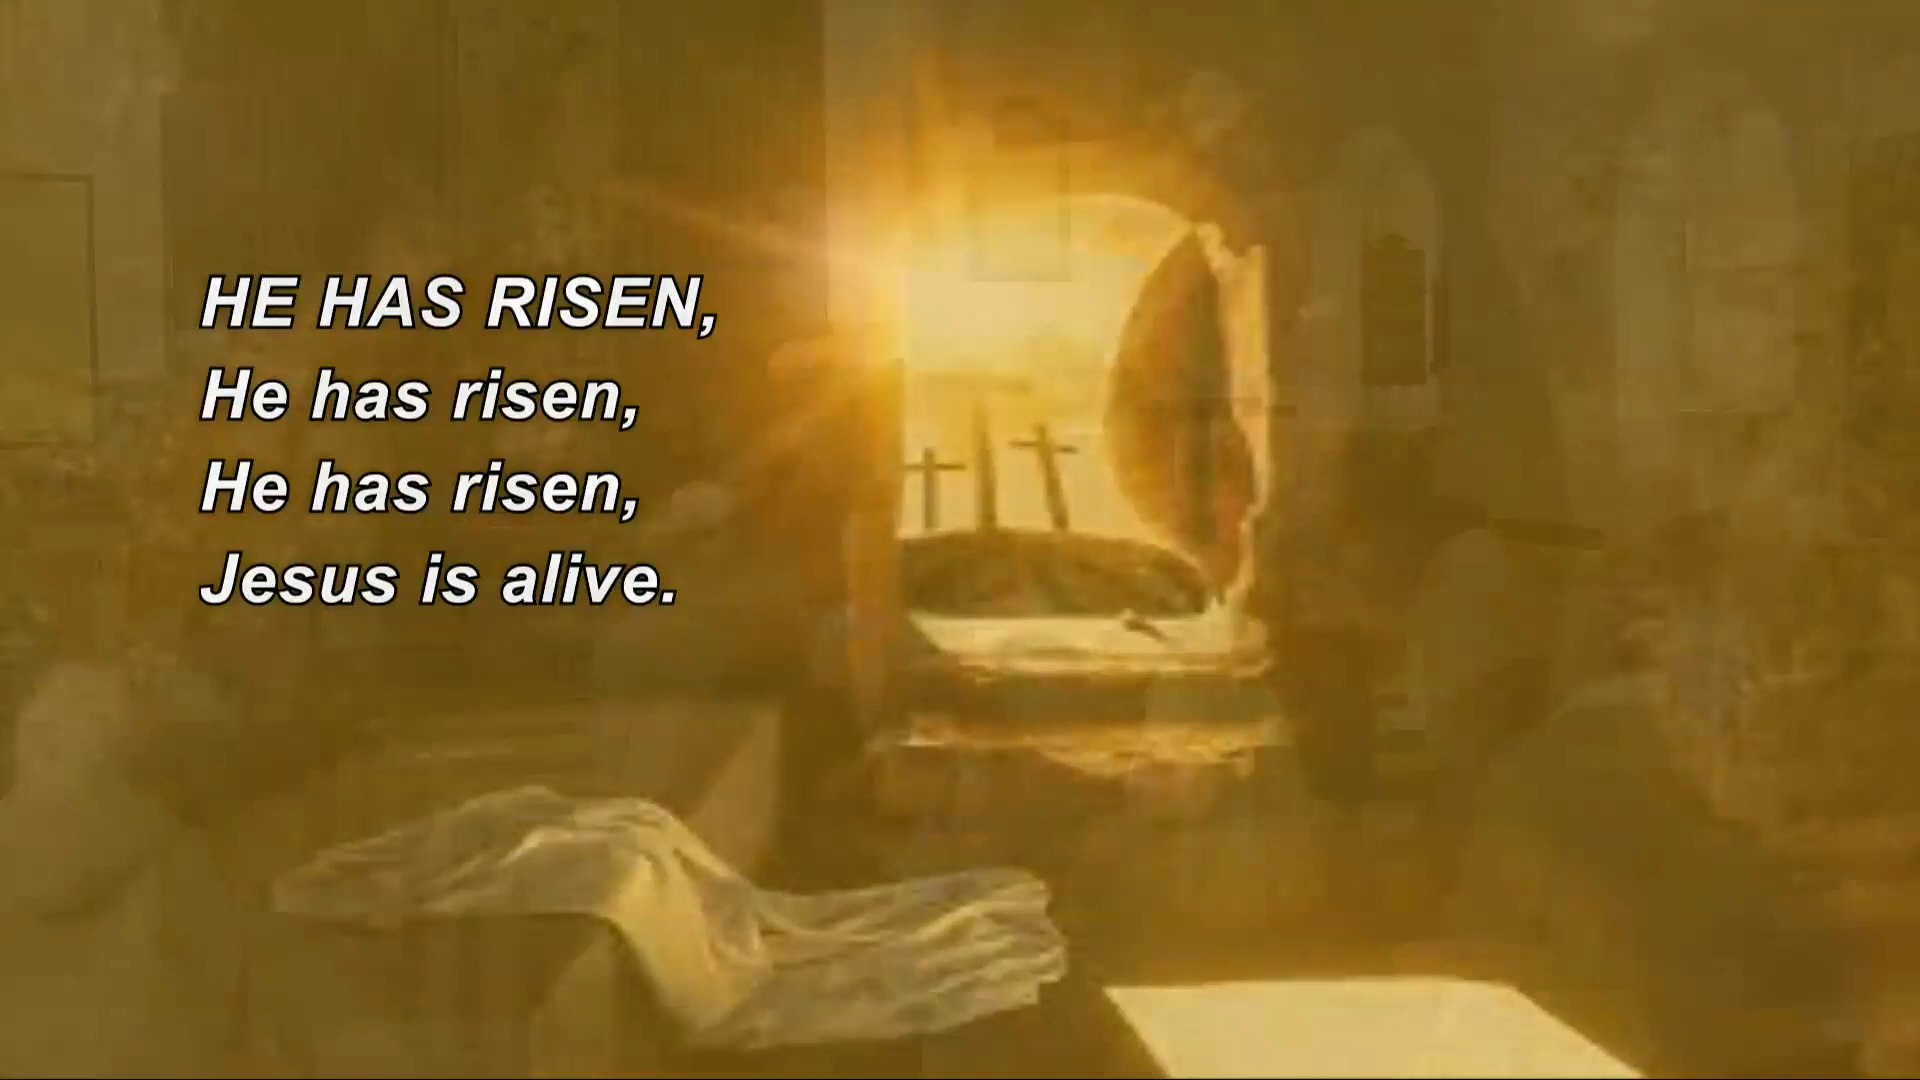 HE HAS RISEN,
He has risen,
He has risen,
Jesus is alive.